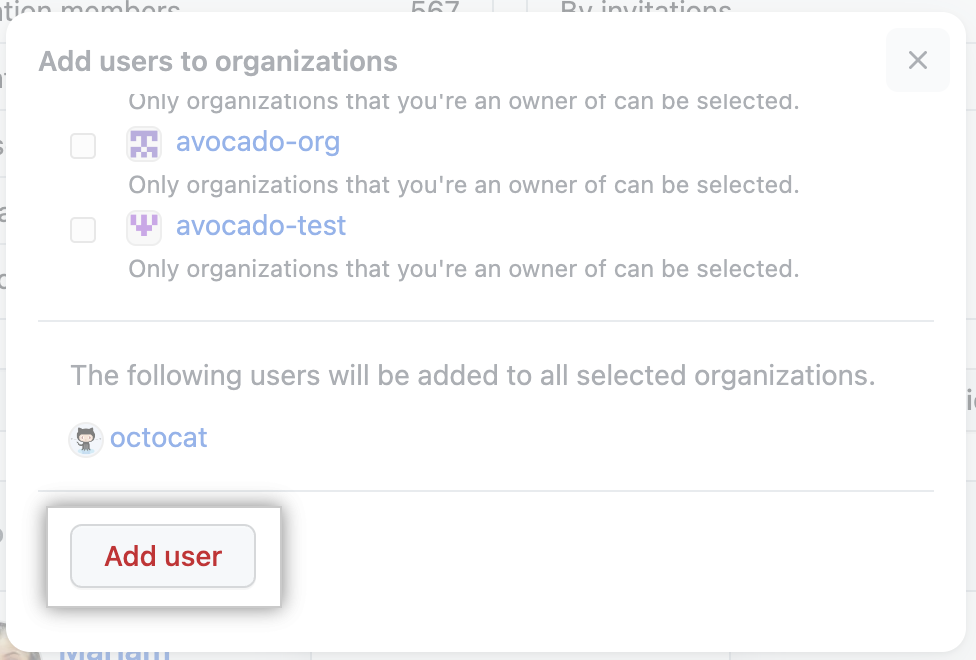 members
567
By invitations
Add users to organizations
Only organizations that you're an owner of can be selected.
avocado-org
Only organizations that you're an owner of can be selected.
avocado-test
Only organizations that you're an owner of can be selected.
The following users will be added to all selected organizations.
octocat
Add user
Mariam